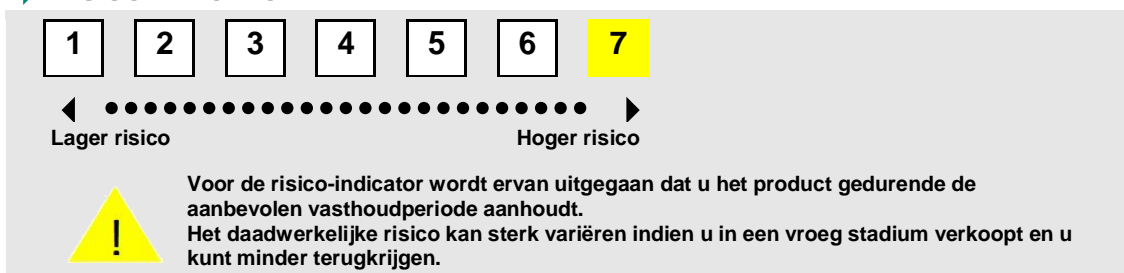 1 2 3 4 5 6 7
Lager risico Hoger risico
Voor de risico-indicator wordt ervan uitgegaan dat u het product gedurende de
aanbevolen vasthoudperiode aanhoudt.
Het daadwerkelijke risico kan sterk variëren indien u in een vroeg stadium verkoopt en u
kunt minder terugkrijgen.